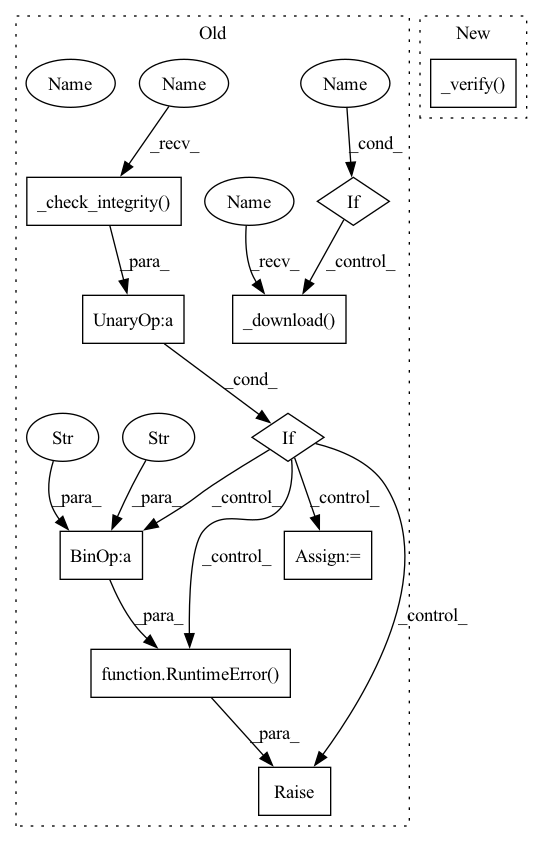 Old
New
Name
Name
Name
_verify()
_recv_
_cond_
_check_integrity()
Name
If
_para_
_recv_
_control_
UnaryOp:a
_download()
_cond_
Str
Str
If
_para_
_para_
_control_
_control_
BinOp:a
_control_
Assign:=
_para_
_control_
function.RuntimeError()
_para_
Raise